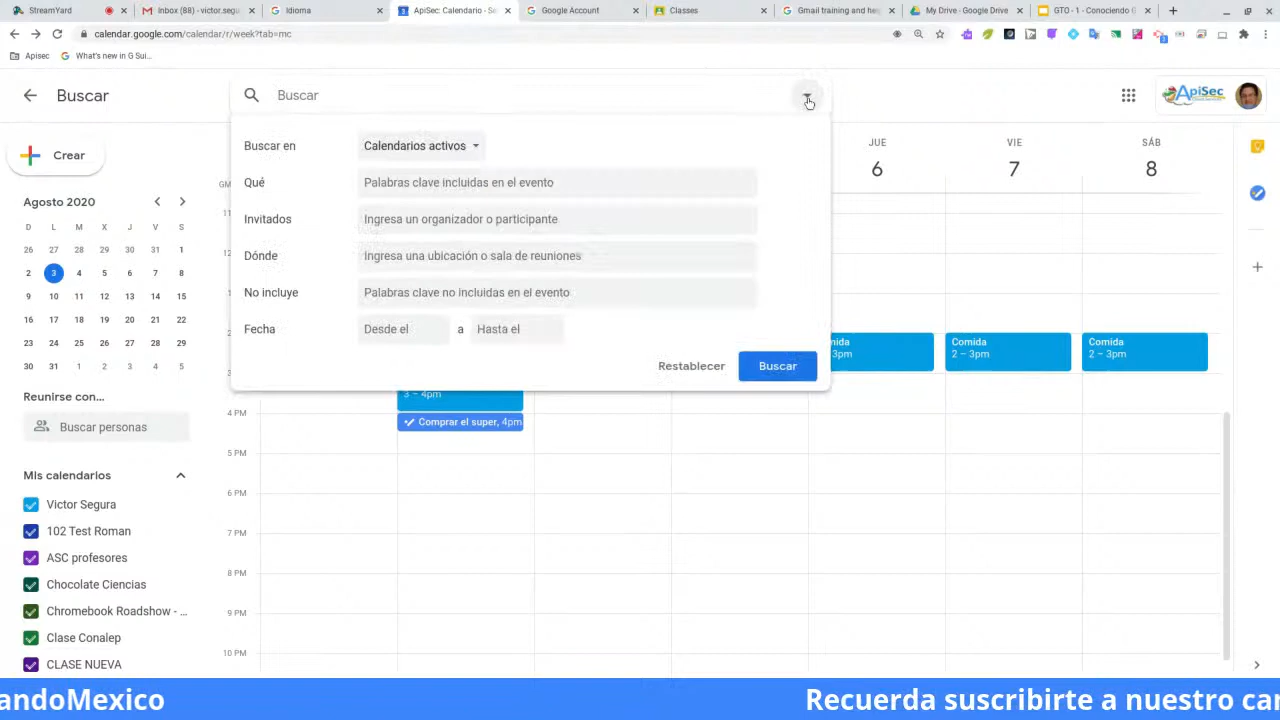 StreamYard
Inbox (88) - victor.segu
Idioma
ApiSec: Calendario - Se
Google Account
Classes
Gmail training and he
My Drive - Google Drive
GTO - 1 - Conociendo
calendar.google.com/calendar/r/week?tab=mc
Apisec
What's new in G Sui...
Buscar
Buscar
ApiSec
Crear
Buscar en
Calendarios activos
Qué
Palabras clave incluidas en el evento
Invitados
Ingresa un organizador o participante
Dónde
Ingresa una ubicación o sala de reuniones
No incluye
Palabras clave no incluidas en el evento
Fecha
Desde el
a
Hasta el
Restablecer
Buscar
JUE
6
VIE
7
SÁB
8
GM
11
12
Agosto 2020
D L M X J V S
26 27 28 29 30 31 1
2 3 4 5 6 7 8
9 10 11 12 13 14 15
16 17 18 19 20 21 22
23 24 25 26 27 28 29
30 31 1 2 3 4 5
nida
3pm
Comida
2 – 3pm
Comida
2 – 3pm
3 – 4pm
Comprar el super, 4pm
4 PM
5 PM
6 PM
7 PM
8 PM
9 PM
10 PM
Reunirse con...
Buscar personas
Mis calendarios
Victor Segura
102 Test Roman
ASC profesores
Chocolate Ciencias
Chromebook Roadshow - ...
Clase Conalep
CLASE NUEVA
andoMexico
Recuerda suscribirte a nuestro ca